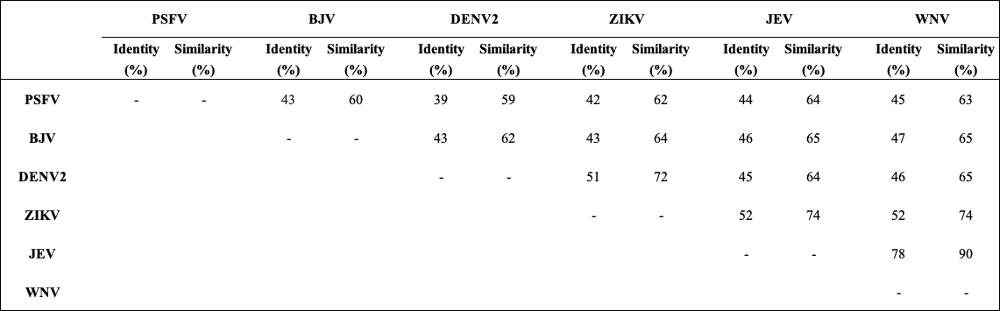 PSFV BJV DENV2 ZIKV JEV WNV
Identity Similarity Identity Similarity Identity Similarity Identity Similarity Identity Similarity Identity Similarity
(%) (%) (%) (%) (%) (%) (%) (%) (%) (%) (%) (%)
PSFV - - 43 60 39 59 42 62 44 64 45 63
BJV - - 43 62 43 64 46 65 47 65
DENV2 - - 51 72 45 64 46 65
ZIKV - - 52 74 52 74
JEV - - 78 90
WNV - -